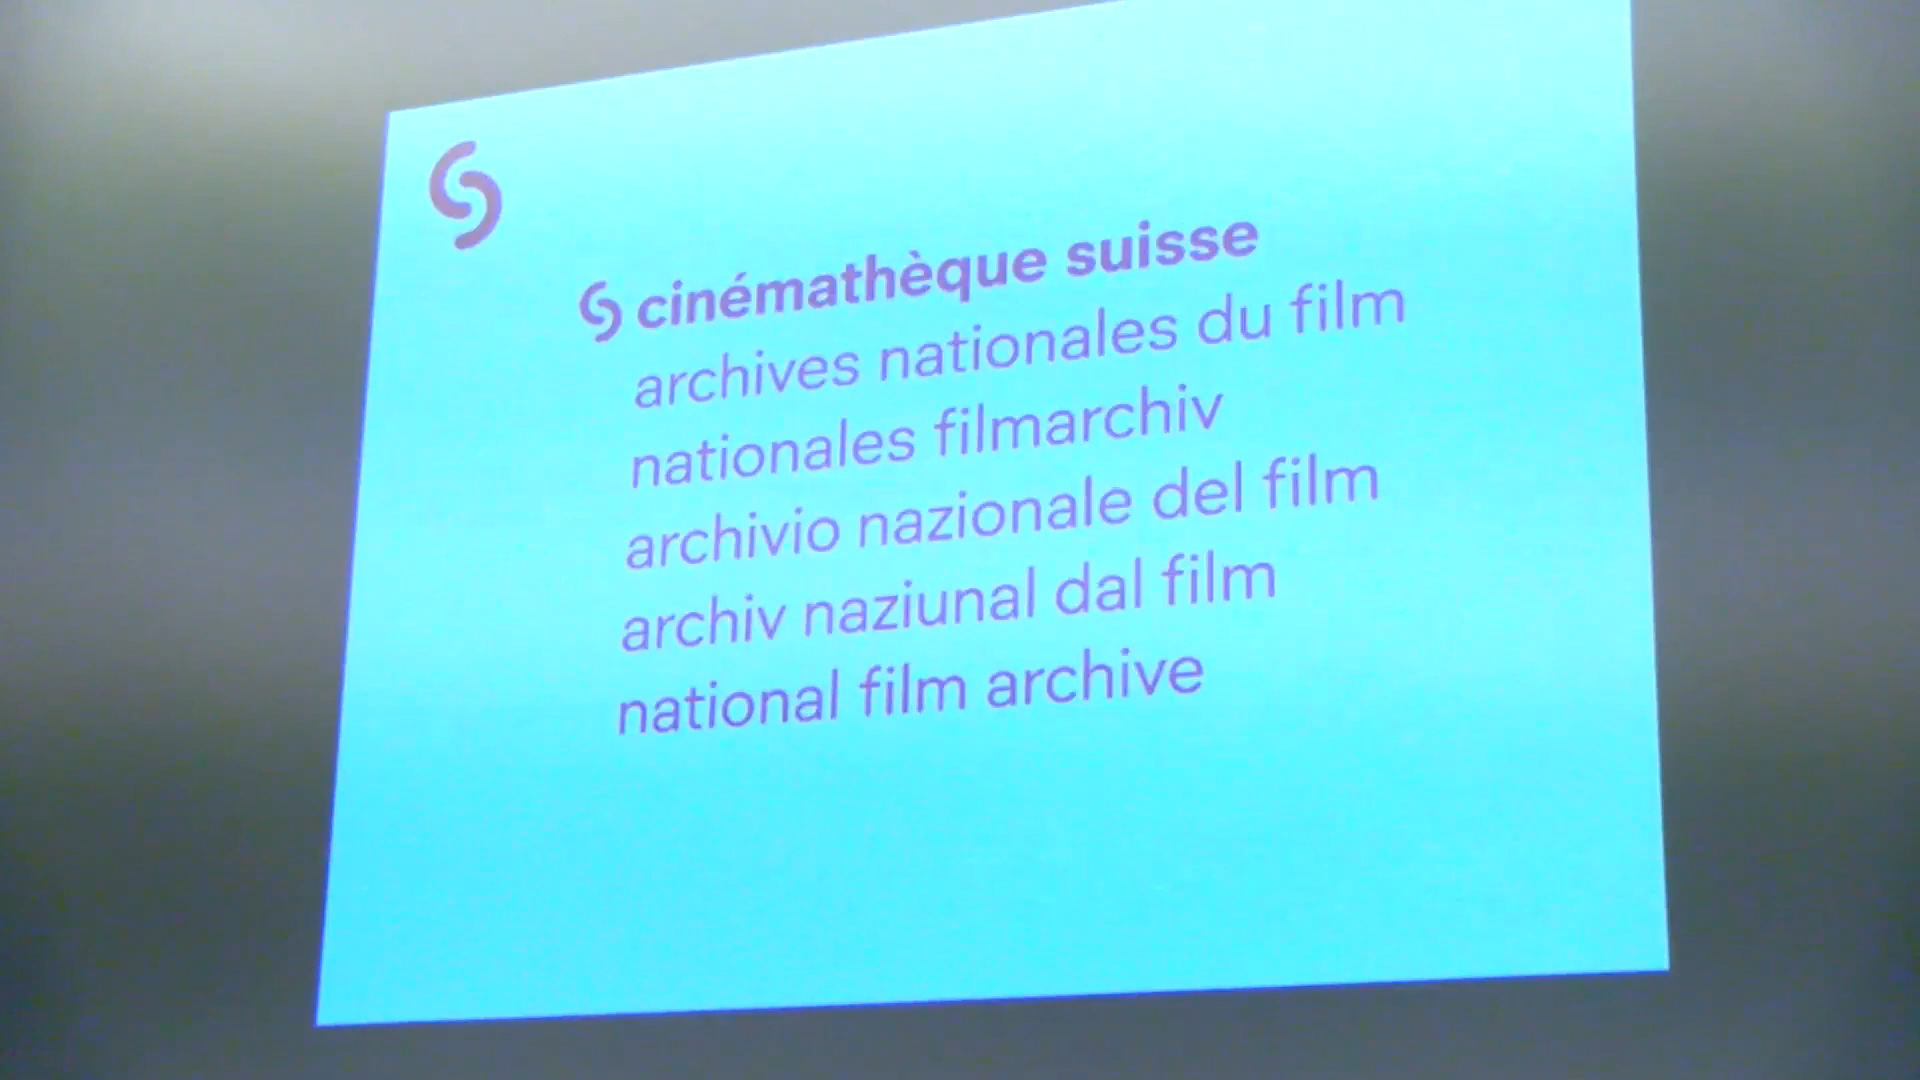 cinémathèque suisse
archives nationales du film
nationales filmarchiv
archivio nazionale del film
archiv naziunal dal film
national film archive